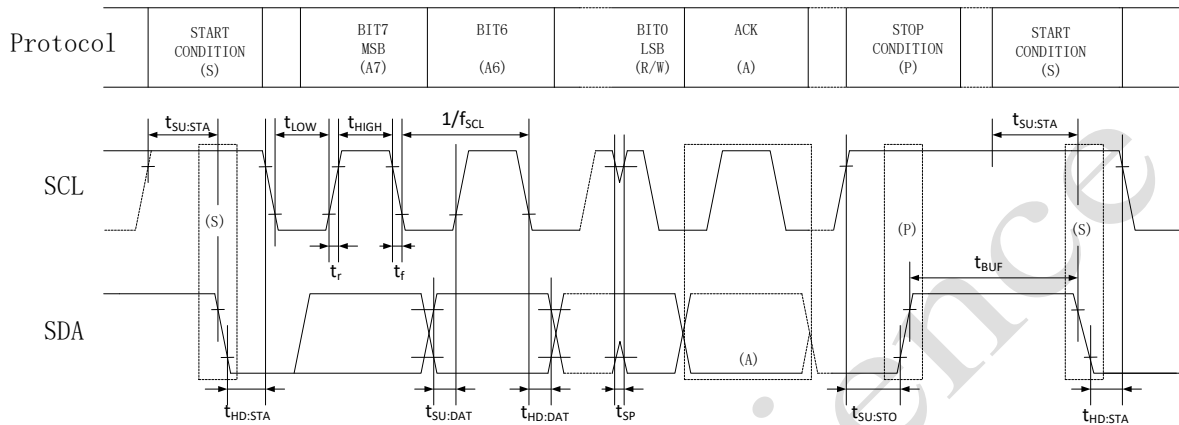 Protocol
START
CONDITION
(S)
BIT7
MSB
(A7)
BIT6
(A6)
BIT0
LSB
(R/W)
ACK
(A)
STOP
CONDITION
(P)
START
CONDITION
(S)
tSU:STA
tLOW
tHIGH
1/fSCL
tSU:STA
SCL
(S)
(P)
(S)
tr
tf
tBUF
SDA
(A)
tHD:STA
tSU:DAT
tHD:DAT
tSP
tSU:STO
tHD:STA
ience